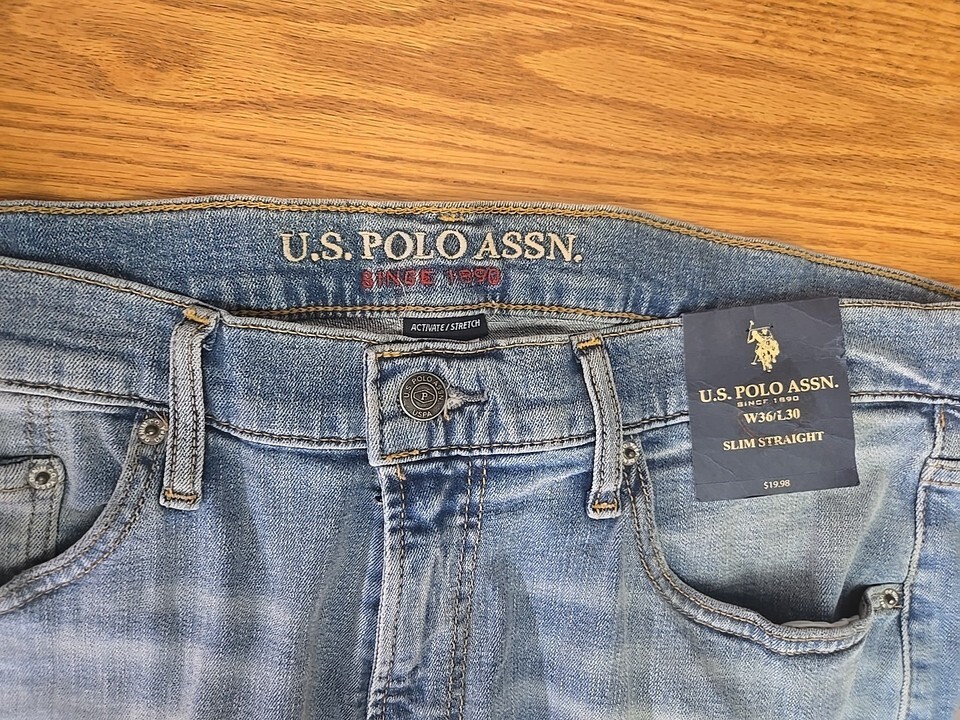 U.S. POLO ASSN.
SINCE 1890
ACTIVATE / STRETCH
U.S. POLO ASSN
P
USPA
U.S. POLO ASSN.
SINCE 1890
W36/L30
SLIM STRAIGHT
$19.98